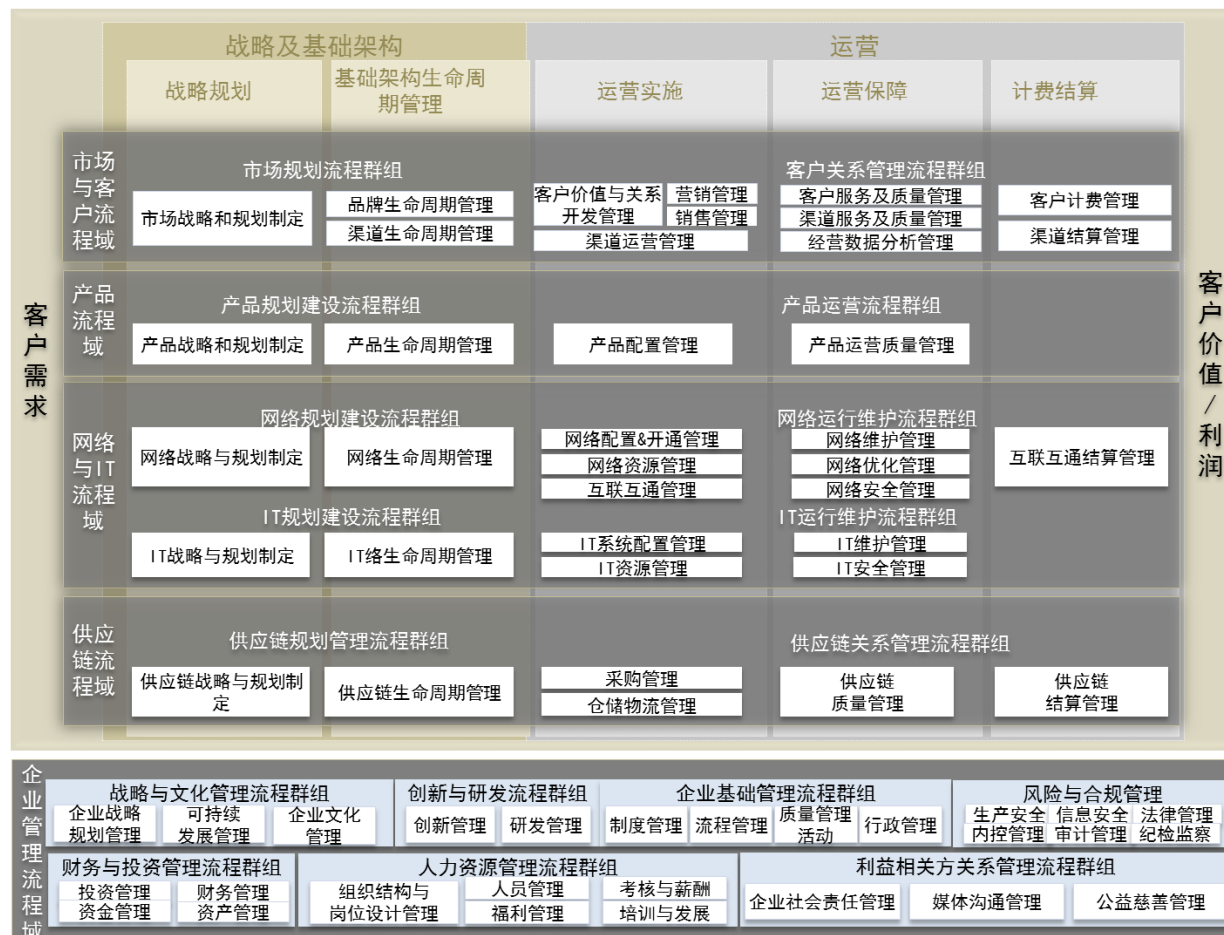 战略及基础架构
运营
战略规划
基础架构生命周
期管理
运营实施
运营保障
计费结算
客户需求
客户价值/利润
市场
与客
户流
程域
市场规划流程群组
客户关系管理流程群组
市场战略和规划制定
品牌生命周期管理
渠道生命周期管理
客户价值与关系
开发管理
营销管理
销售管理
渠道运营管理
客户服务及质量管理
渠道服务及质量管理
经营数据分析管理
客户计费管理
渠道结算管理
产品
流程
域
产品规划建设流程群组
产品运营流程群组
产品战略和规划制定
产品生命周期管理
产品配置管理
产品运营质量管理
网络
与IT
流程
域
网络规划建设流程群组
网络运行维护流程群组
网络战略与规划制定
网络生命周期管理
网络配置&开通管理
网络资源管理
互联互通管理
网络维护管理
网络优化管理
网络安全管理
互联互通结算管理
IT规划建设流程群组
IT运行维护流程群组
IT战略与规划制定
IT络生命周期管理
IT系统配置管理
IT资源管理
IT维护管理
IT安全管理
供应
链流
程域
供应链规划管理流程群组
供应链关系管理流程群组
供应链战略与规划制
定
供应链生命周期管理
采购管理
仓储物流管理
供应链
质量管理
供应链
结算管理
企业管理流程域
战略与文化管理流程群组
企业战略
规划管理
可持续
发展管理
企业文化
管理
创新与研发流程群组
创新管理
研发管理
企业基础管理流程群组
制度管理
流程管理
质量管理
活动
行政管理
风险与合规管理
生产安全
信息安全
法律管理
内控管理
审计管理
纪检监察
财务与投资管理流程群组
投资管理
财务管理
资金管理
资产管理
人力资源管理流程群组
组织结构与
岗位设计管理
人员管理
福利管理
考核与薪酬
培训与发展
利益相关方关系管理流程群组
企业社会责任管理
媒体沟通管理
公益慈善管理